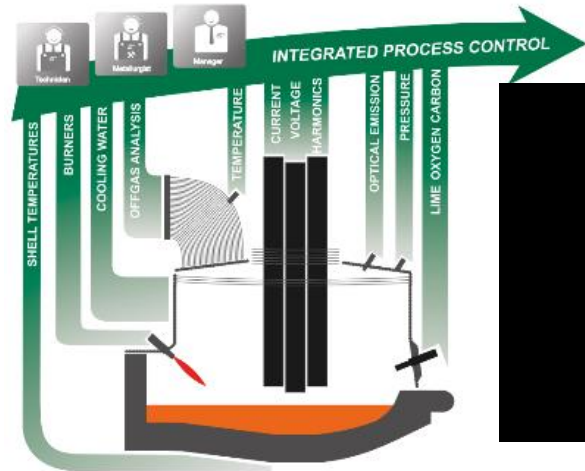 Technician
Metallurgist
Manager
INTEGRATED PROCESS CONTROL
SHELL TEMPERATURES
BURNERS
COOLING WATER
OFFGAS ANALYSIS
TEMPERATURE
CURRENT
VOLTAGE
HARMONICS
OPTICAL EMISSION
PRESSURE
LIME OXYGEN CARBON